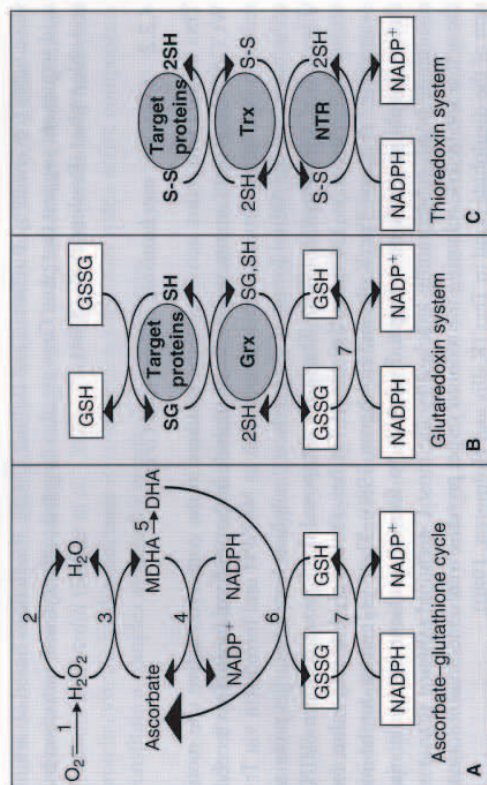 2
O₂⁻ 1 H₂O₂ H₂O
3
Ascorbate MDHA 5 DHA
4
NADP⁺ NADPH
6
GSSG GSH
7
NADPH NADP⁺
A Ascorbate–glutathione cycle
GSH GSSG
SG Target SH
proteins
2SH Grx SG,SH
GSSG GSH
7
NADPH NADP⁺
B Glutaredoxin system
S-S Target 2SH
proteins
2SH Trx S-S
S-S NTR 2SH
NADPH NADP⁺
C Thioredoxin system